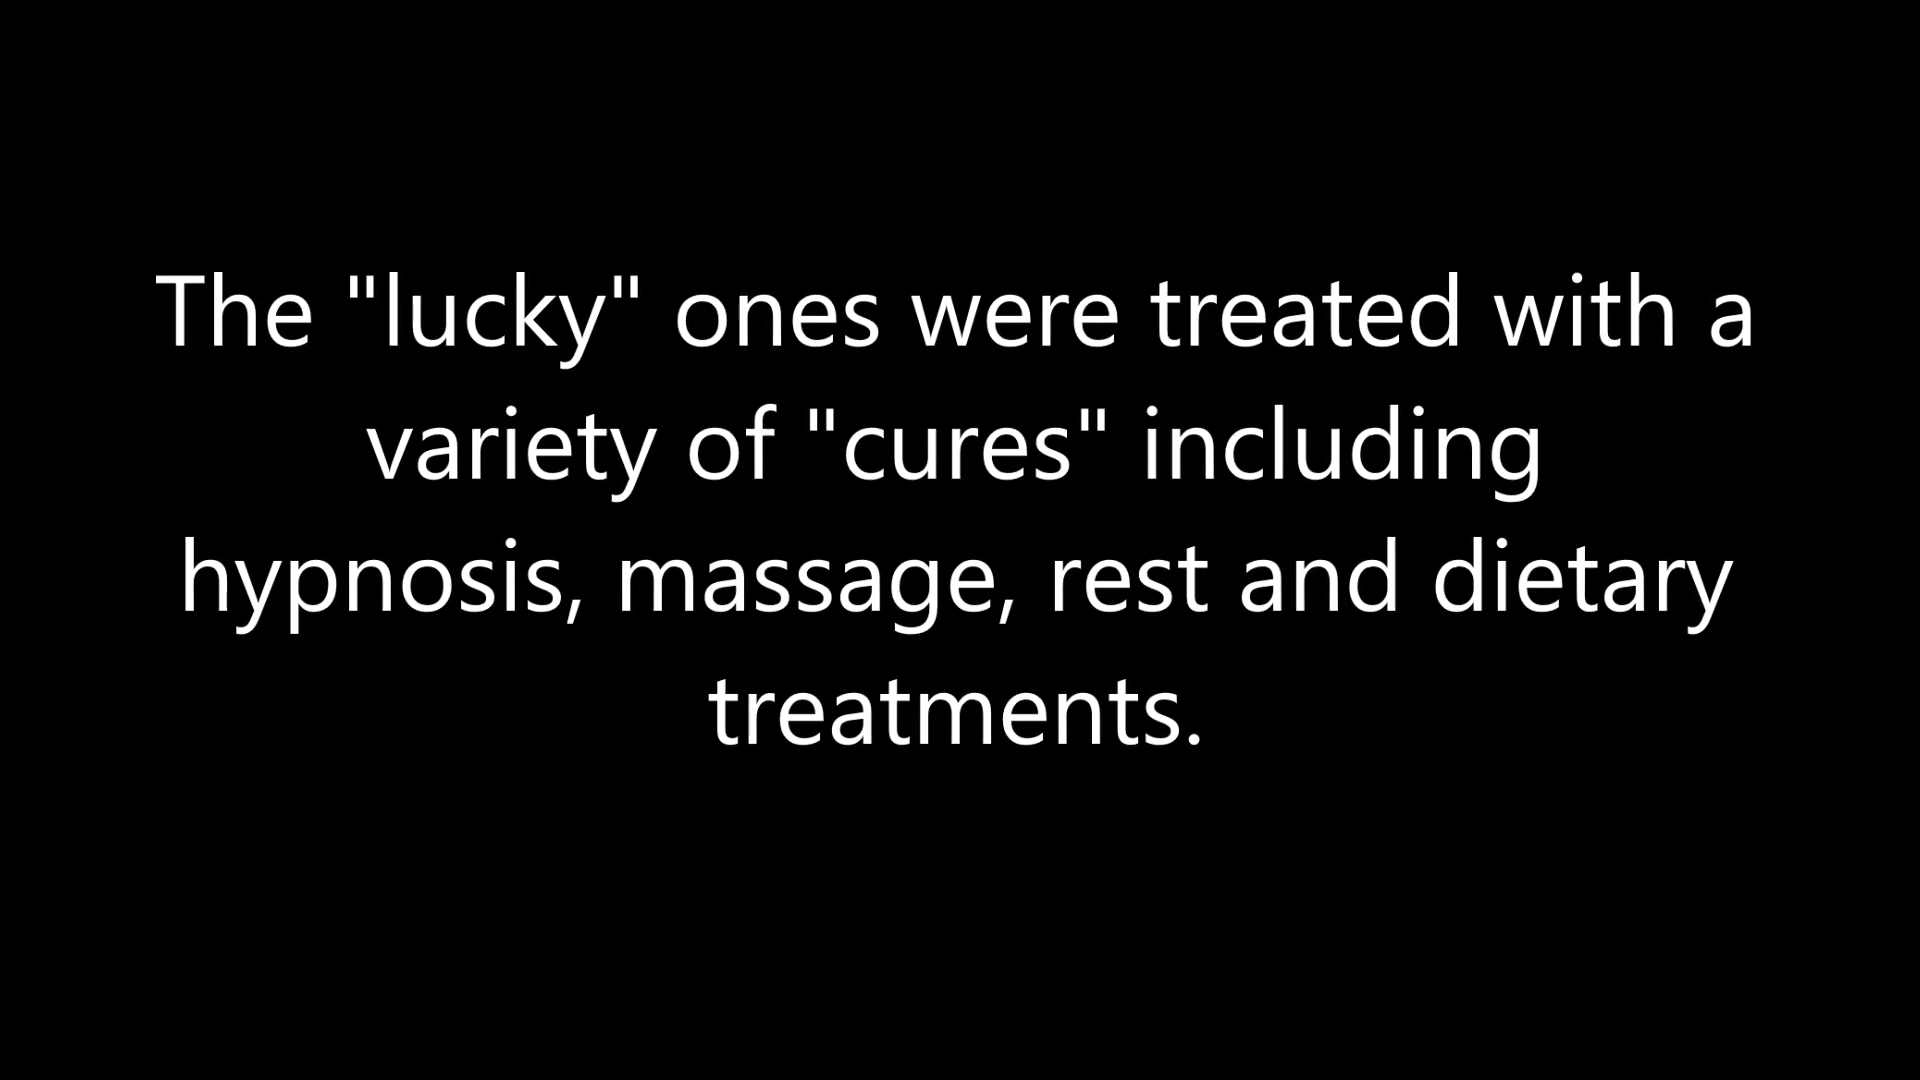 The "lucky" ones were treated with a
variety of "cures" including
hypnosis, massage, rest and dietary
treatments.